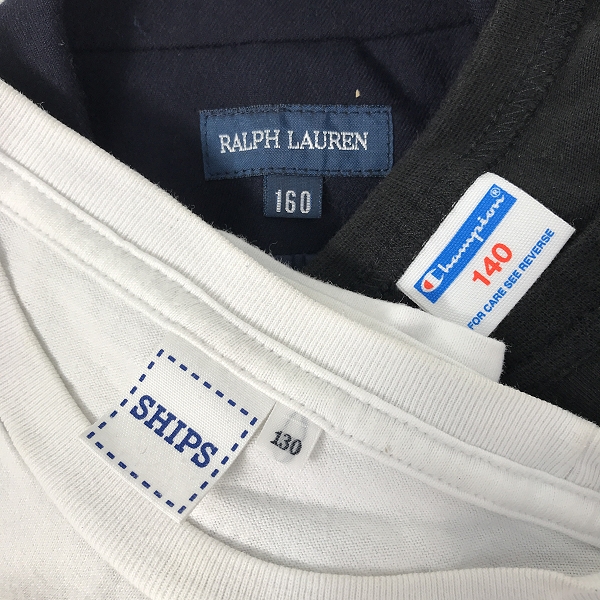 RALPH LAUREN
160
Champion®
140
FOR CARE SEE REVERSE
SHIPS
130